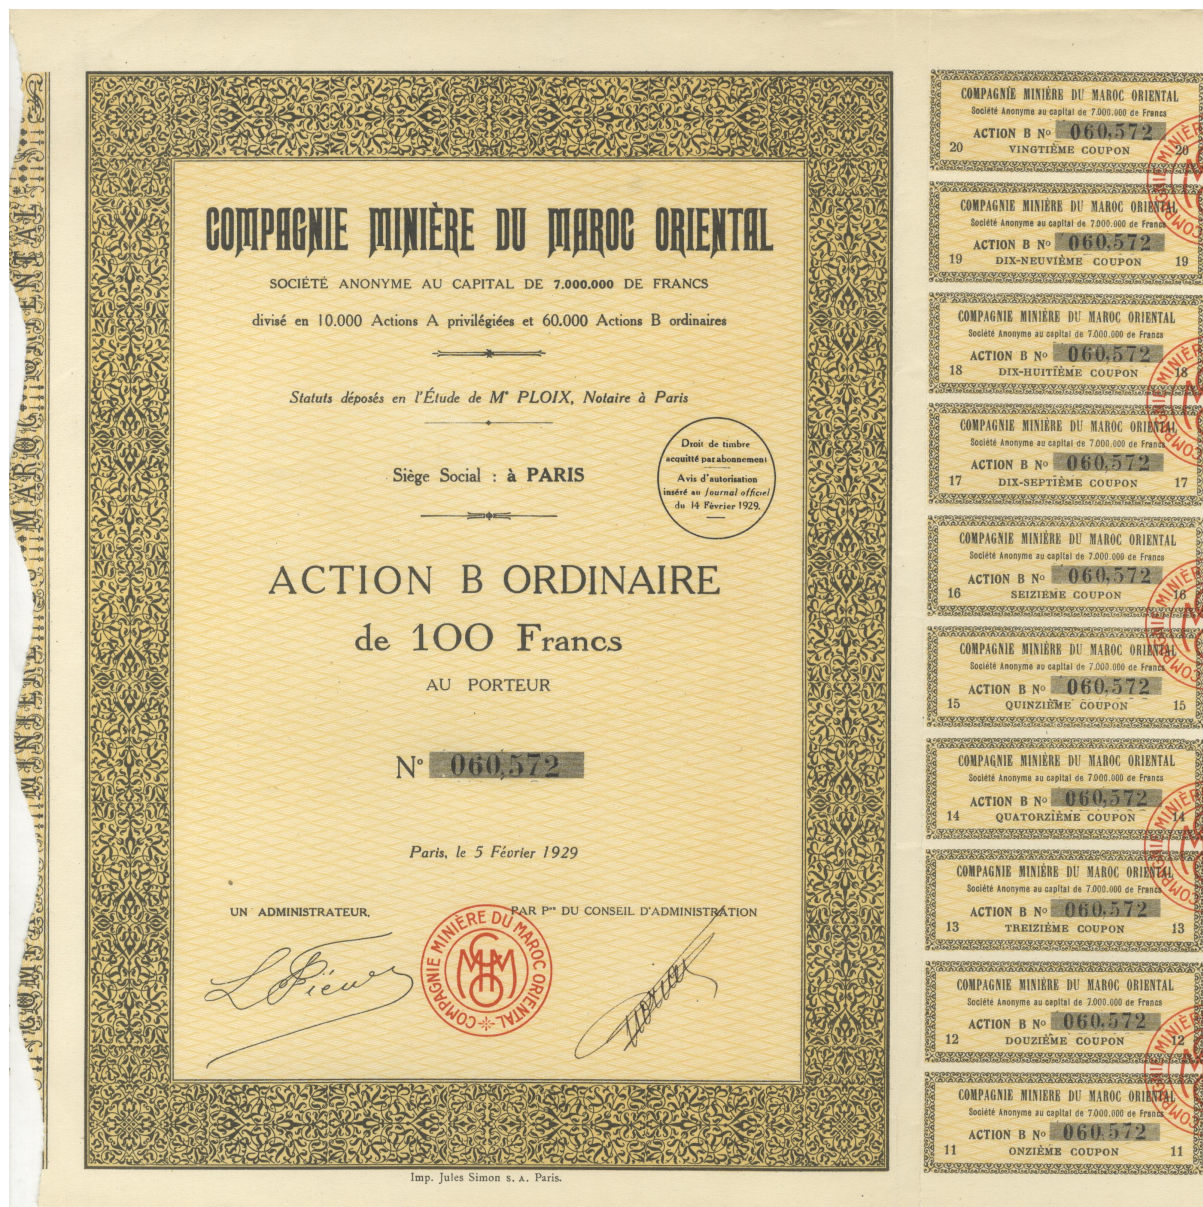 COMPAGNIE MINIÈRE DU MAROC ORIENTAL
SOCIÉTÉ ANONYME AU CAPITAL DE 7.000.000 DE FRANCS
divisé en 10.000 Actions A privilégiées et 60.000 Actions B ordinaires
Statuts déposés en l'Étude de Mᵉ PLOIX, Notaire à Paris
Siège Social : à PARIS
Droit de timbre
acquitté par abonnement
Avis d'autorisation
inséré au Journal officiel
du 14 Février 1929.
ACTION B ORDINAIRE
de 100 Francs
AU PORTEUR
N° 060,572
Paris, le 5 Février 1929
UN ADMINISTRATEUR,
PAR Pᵒⁿ DU CONSEIL D'ADMINISTRATION
COMPAGNIE MINIÈRE DU MAROC ORIENTAL
Imp. Jules Simon S. A. Paris.
COMPAGNIE MINIÈRE DU MAROC ORIENTAL
Société Anonyme au capital de 7.000.000 de Francs
ACTION B N° 060,572
20 VINGTIÈME COUPON 20
COMPAGNIE MINIÈRE DU MAROC ORIENTAL
Société Anonyme au capital de 7.000.000 de Francs
ACTION B N° 060,572
19 DIX-NEUVIÈME COUPON 19
COMPAGNIE MINIÈRE DU MAROC ORIENTAL
Société Anonyme au capital de 7.000.000 de Francs
ACTION B N° 060,572
18 DIX-HUITIÈME COUPON 18
COMPAGNIE MINIÈRE DU MAROC ORIENTAL
Société Anonyme au capital de 7.000.000 de Francs
ACTION B N° 060,572
17 DIX-SEPTIÈME COUPON 17
COMPAGNIE MINIÈRE DU MAROC ORIENTAL
Société Anonyme au capital de 7.000.000 de Francs
ACTION B N° 060,572
16 SEIZIÈME COUPON 16
COMPAGNIE MINIÈRE DU MAROC ORIENTAL
Société Anonyme au capital de 7.000.000 de Francs
ACTION B N° 060,572
15 QUINZIÈME COUPON 15
COMPAGNIE MINIÈRE DU MAROC ORIENTAL
Société Anonyme au capital de 7.000.000 de Francs
ACTION B N° 060,572
14 QUATORZIÈME COUPON 14
COMPAGNIE MINIÈRE DU MAROC ORIENTAL
Société Anonyme au capital de 7.000.000 de Francs
ACTION B N° 060,572
13 TREIZIÈME COUPON 13
COMPAGNIE MINIÈRE DU MAROC ORIENTAL
Société Anonyme au capital de 7.000.000 de Francs
ACTION B N° 060,572
12 DOUZIÈME COUPON 12
COMPAGNIE MINIÈRE DU MAROC ORIENTAL
Société Anonyme au capital de 7.000.000 de Francs
ACTION B N° 060,572
11 ONZIÈME COUPON 11